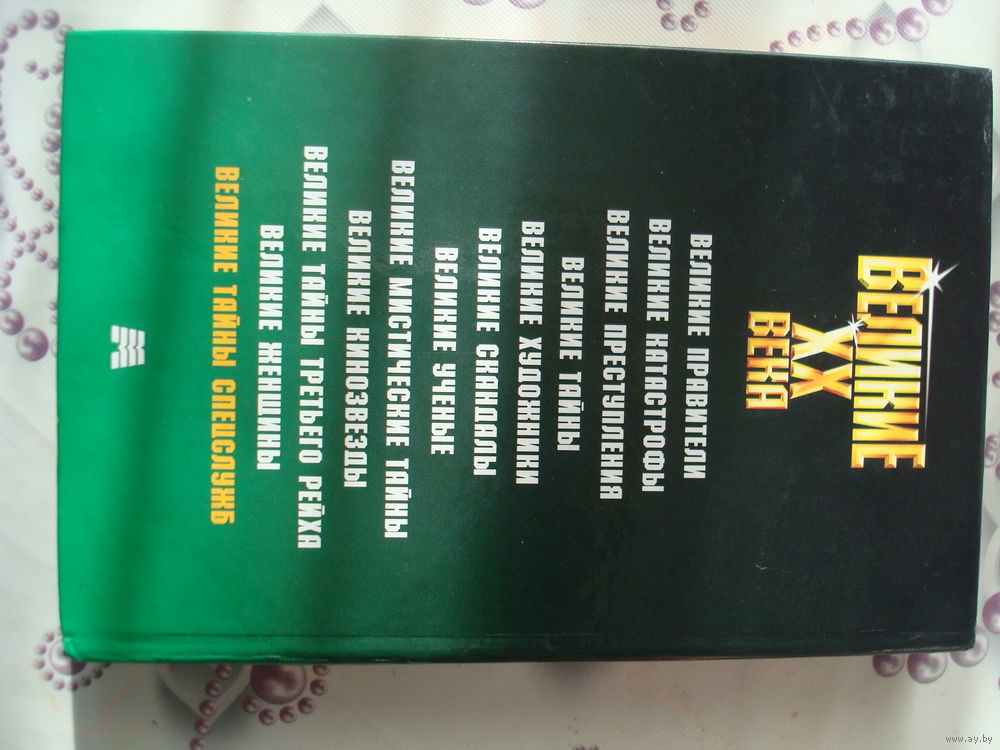 ВЕЛИКИЕ
XX
ВЕКА
ВЕЛИКИЕ ПРАВИТЕЛИ
ВЕЛИКИЕ КАТАСТРОФЫ
ВЕЛИКИЕ ПРЕСТУПЛЕНИЯ
ВЕЛИКИЕ ТАЙНЫ
ВЕЛИКИЕ ХУДОЖНИКИ
ВЕЛИКИЕ СКАНДАЛЫ
ВЕЛИКИЕ УЧЕНЫЕ
ВЕЛИКИЕ МИСТИЧЕСКИЕ ТАЙНЫ
ВЕЛИКИЕ КИНОЗВЕЗДЫ
ВЕЛИКИЕ ТАЙНЫ ТРЕТЬЕГО РЕЙХА
ВЕЛИКИЕ ЖЕНЩИНЫ
ВЕЛИКИЕ ТАЙНЫ СПЕЦСЛУЖБ
www.ay.by